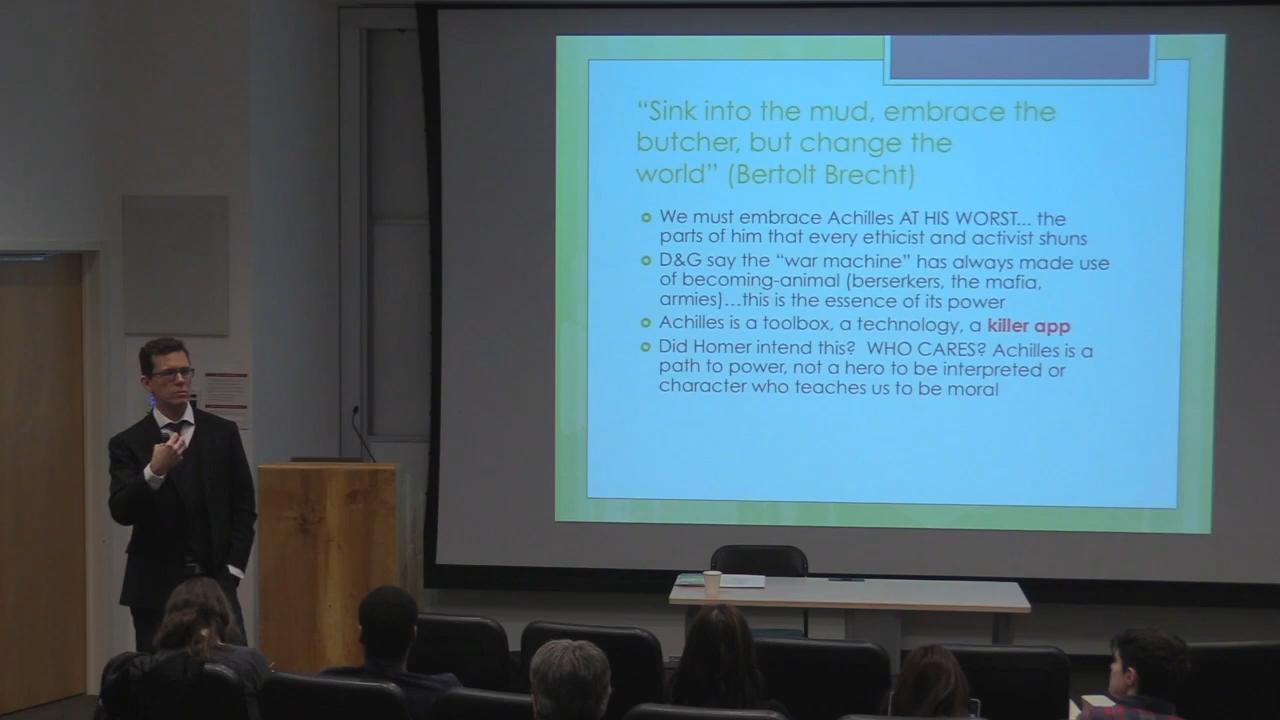 “Sink into the mud, embrace the
butcher, but change the
world” (Bertolt Brecht)
We must embrace Achilles AT HIS WORST... the
parts of him that every ethicist and activist shuns
D&G say the “war machine” has always made use
of becoming-animal (berserkers, the mafia,
armies)...this is the essence of its power
Achilles is a toolbox, a technology, a killer app
Did Homer intend this?  WHO CARES? Achilles is a
path to power, not a hero to be interpreted or
character who teaches us to be moral